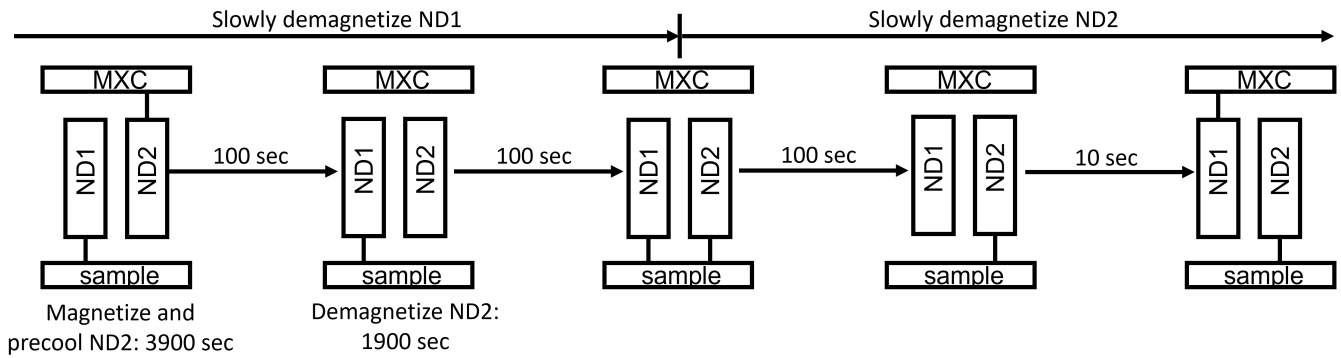 Slowly demagnetize ND1
Slowly demagnetize ND2
MXC
MXC
MXC
MXC
MXC
ND1
ND2
100 sec
ND1
ND2
100 sec
ND1
ND2
100 sec
ND1
ND2
10 sec
ND1
ND2
sample
sample
sample
sample
sample
Magnetize and
precool ND2: 3900 sec
Demagnetize ND2:
1900 sec